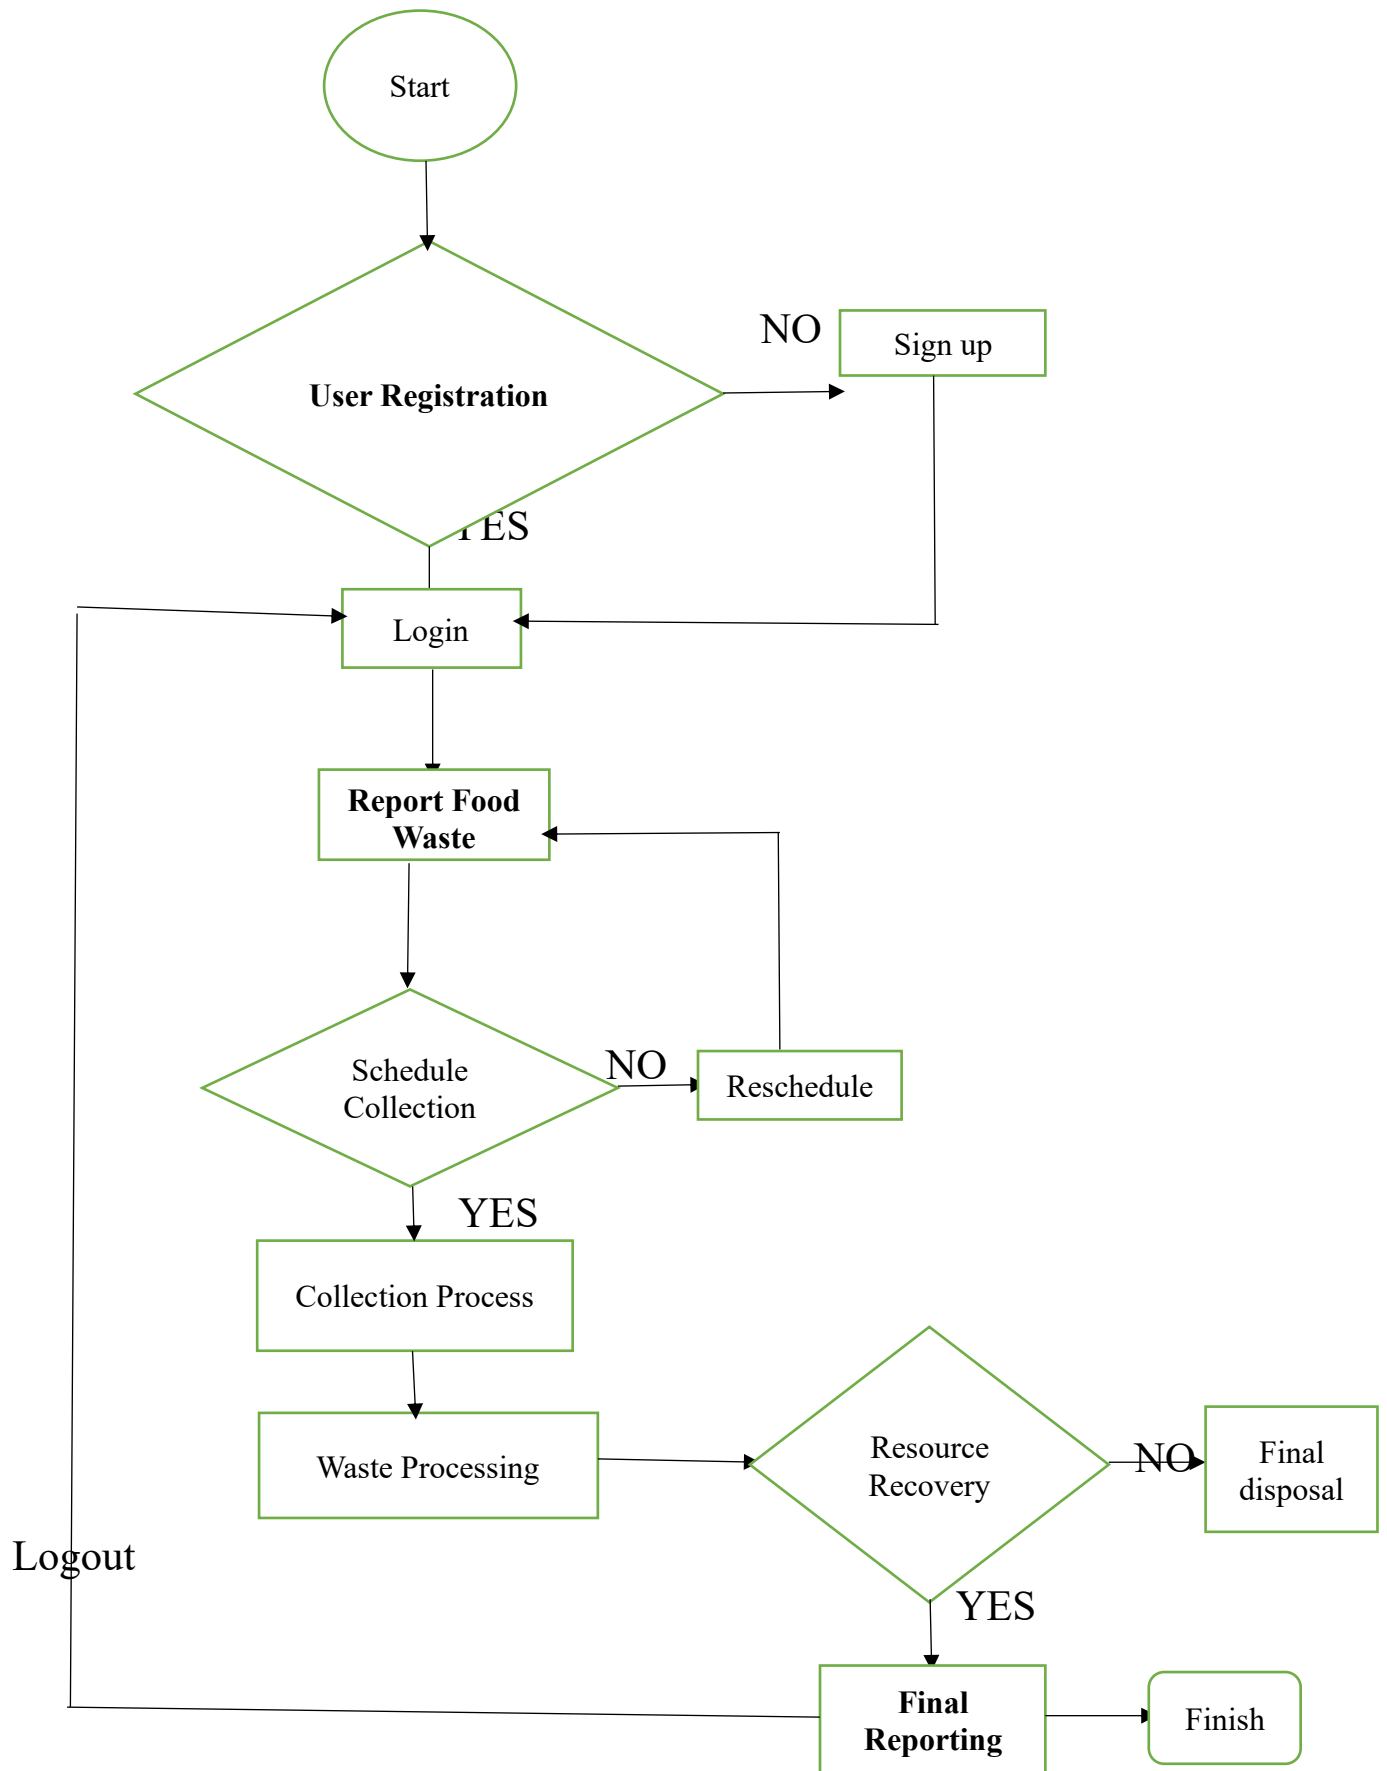 Start
NO
Sign up
User Registration
YES
Login
Report Food
Waste
Schedule
Collection
NO
Reschedule
YES
Collection Process
Resource
Recovery
NO
Final
disposal
Waste Processing
Logout
YES
Final
Reporting
Finish